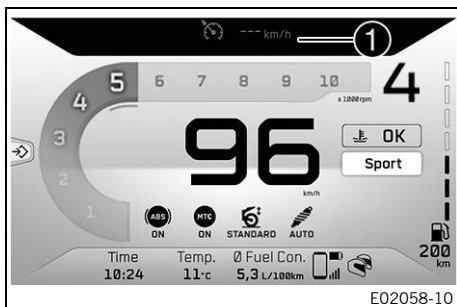 --- km/h
1
1 2 3 4 5 6 7 8 9 10
x 1000rpm
4
96
km/h
OK
Sport
(ABS) MTC
ON ON STANDARD AUTO
200
km
Time Temp. Ø Fuel Con.
10:24 11°C 5,3 L/100km
E02058-10